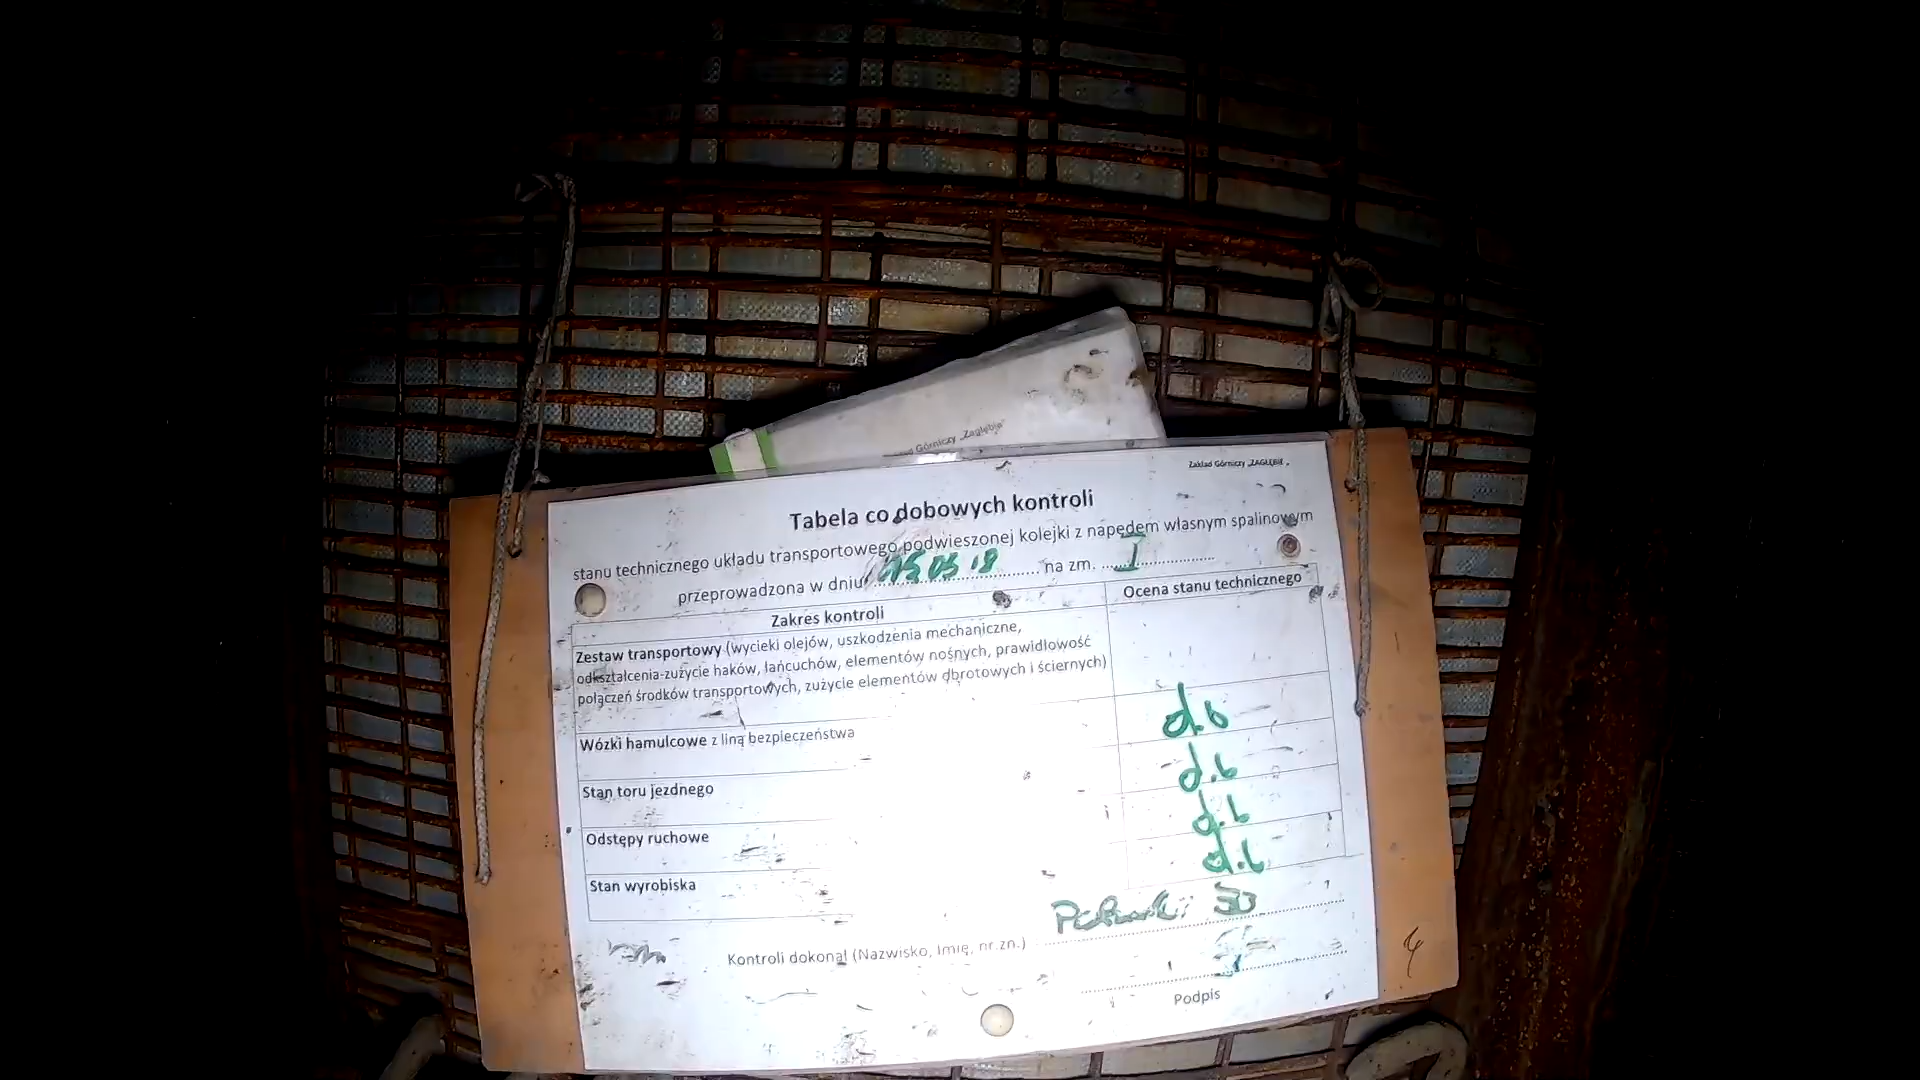 Górniczy „Zagłębie"
Zakład Górniczy „ZAGŁĘBIE"
Tabela co dobowych kontroli
stanu technicznego układu transportowego podwieszonej kolejki z napędem własnym spalinowym
przeprowadzona w dniu 15 05 18 na zm. I
Zakres kontroli
Ocena stanu technicznego
Zestaw transportowy (wycieki olejów, uszkodzenia mechaniczne,
odkształcenia-zużycie haków, łańcuchów, elementów nośnych, prawidłowość
połączeń środków transportowych, zużycie elementów obrotowych i ściernych)
d.b
Wózki hamulcowe z liną bezpieczeństwa
d.b
Stan toru jezdnego
d.b
Odstępy ruchowe
d.b
Stan wyrobiska
Kontroli dokonał (Nazwisko, Imię, nr.zn.)
Podpis
4